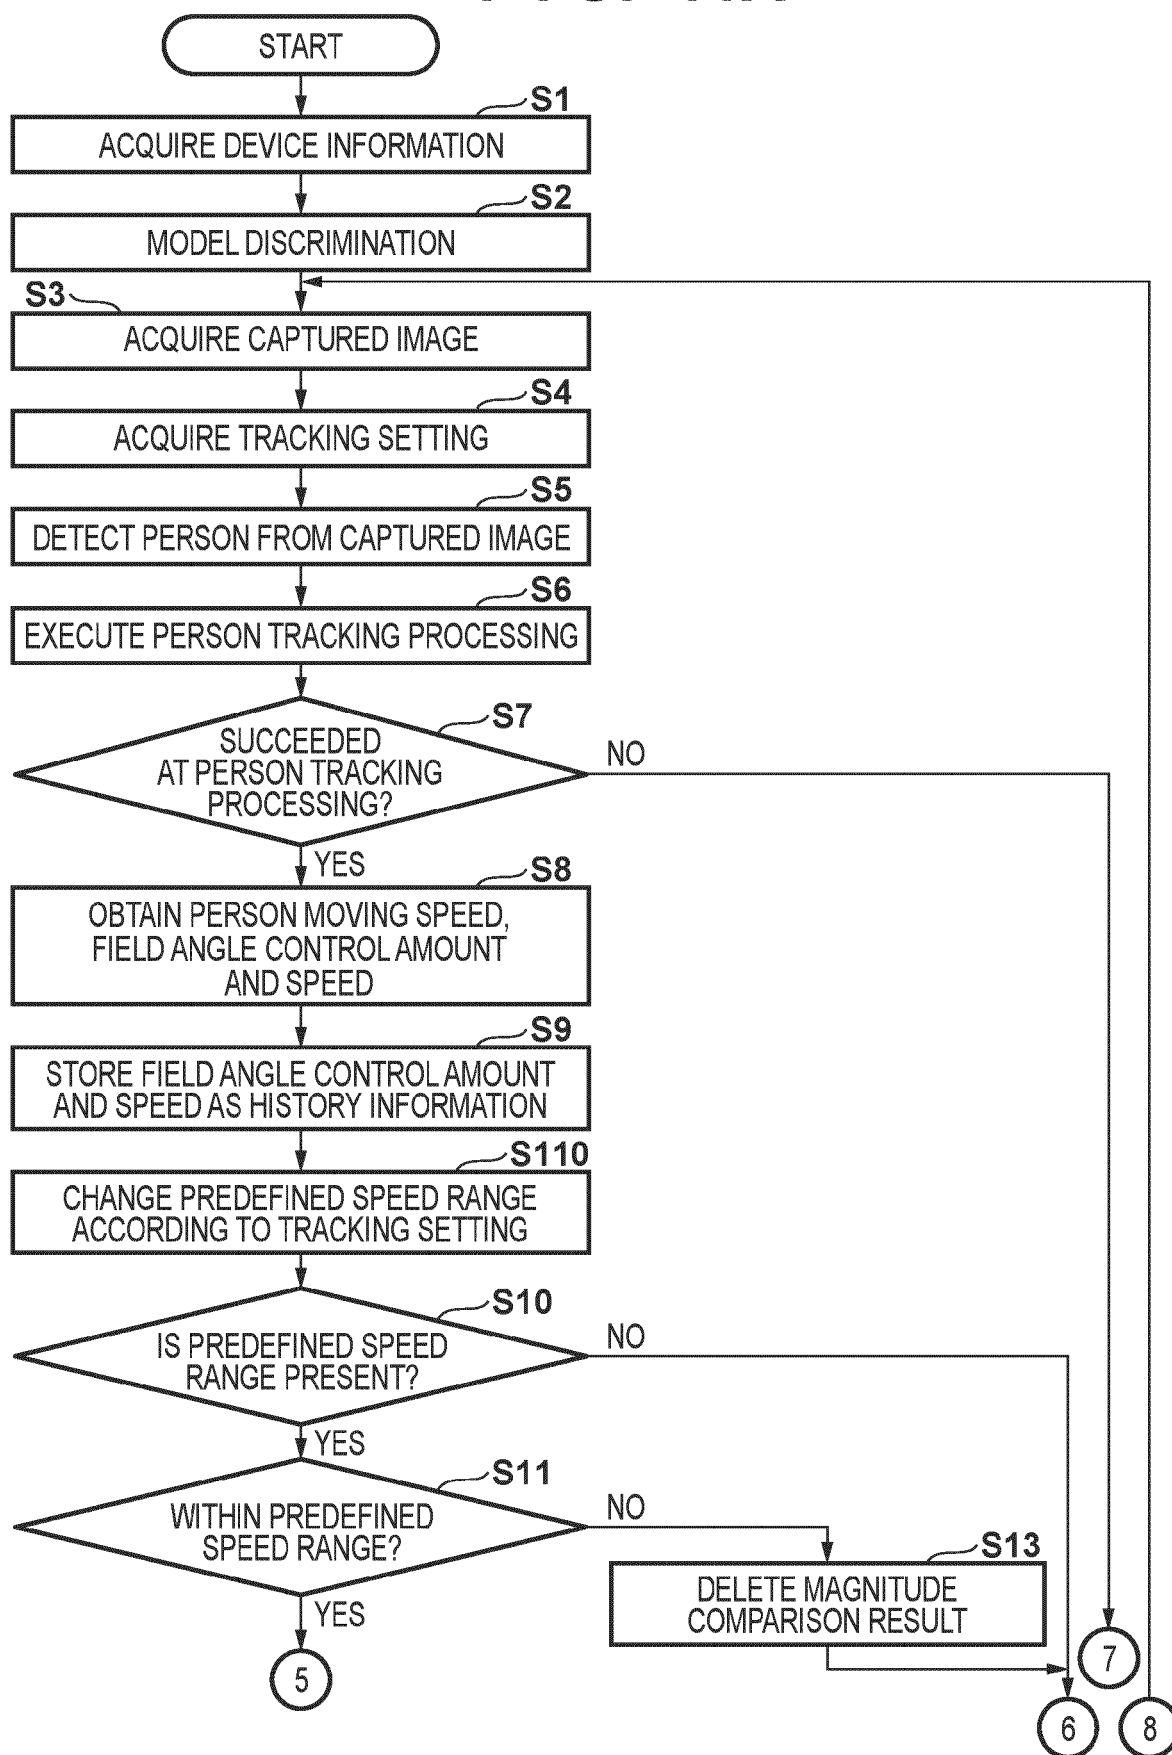 START
S1
ACQUIRE DEVICE INFORMATION
S2
MODEL DISCRIMINATION
S3
ACQUIRE CAPTURED IMAGE
S4
ACQUIRE TRACKING SETTING
S5
DETECT PERSON FROM CAPTURED IMAGE
S6
EXECUTE PERSON TRACKING PROCESSING
S7
SUCCEEDED
AT PERSON TRACKING
PROCESSING?
NO
YES
S8
OBTAIN PERSON MOVING SPEED,
FIELD ANGLE CONTROL AMOUNT
AND SPEED
S9
STORE FIELD ANGLE CONTROL AMOUNT
AND SPEED AS HISTORY INFORMATION
S110
CHANGE PREDEFINED SPEED RANGE
ACCORDING TO TRACKING SETTING
S10
IS PREDEFINED SPEED
RANGE PRESENT?
NO
YES
S11
WITHIN PREDEFINED
SPEED RANGE?
NO
YES
S13
DELETE MAGNITUDE
COMPARISON RESULT
5
7
6
8